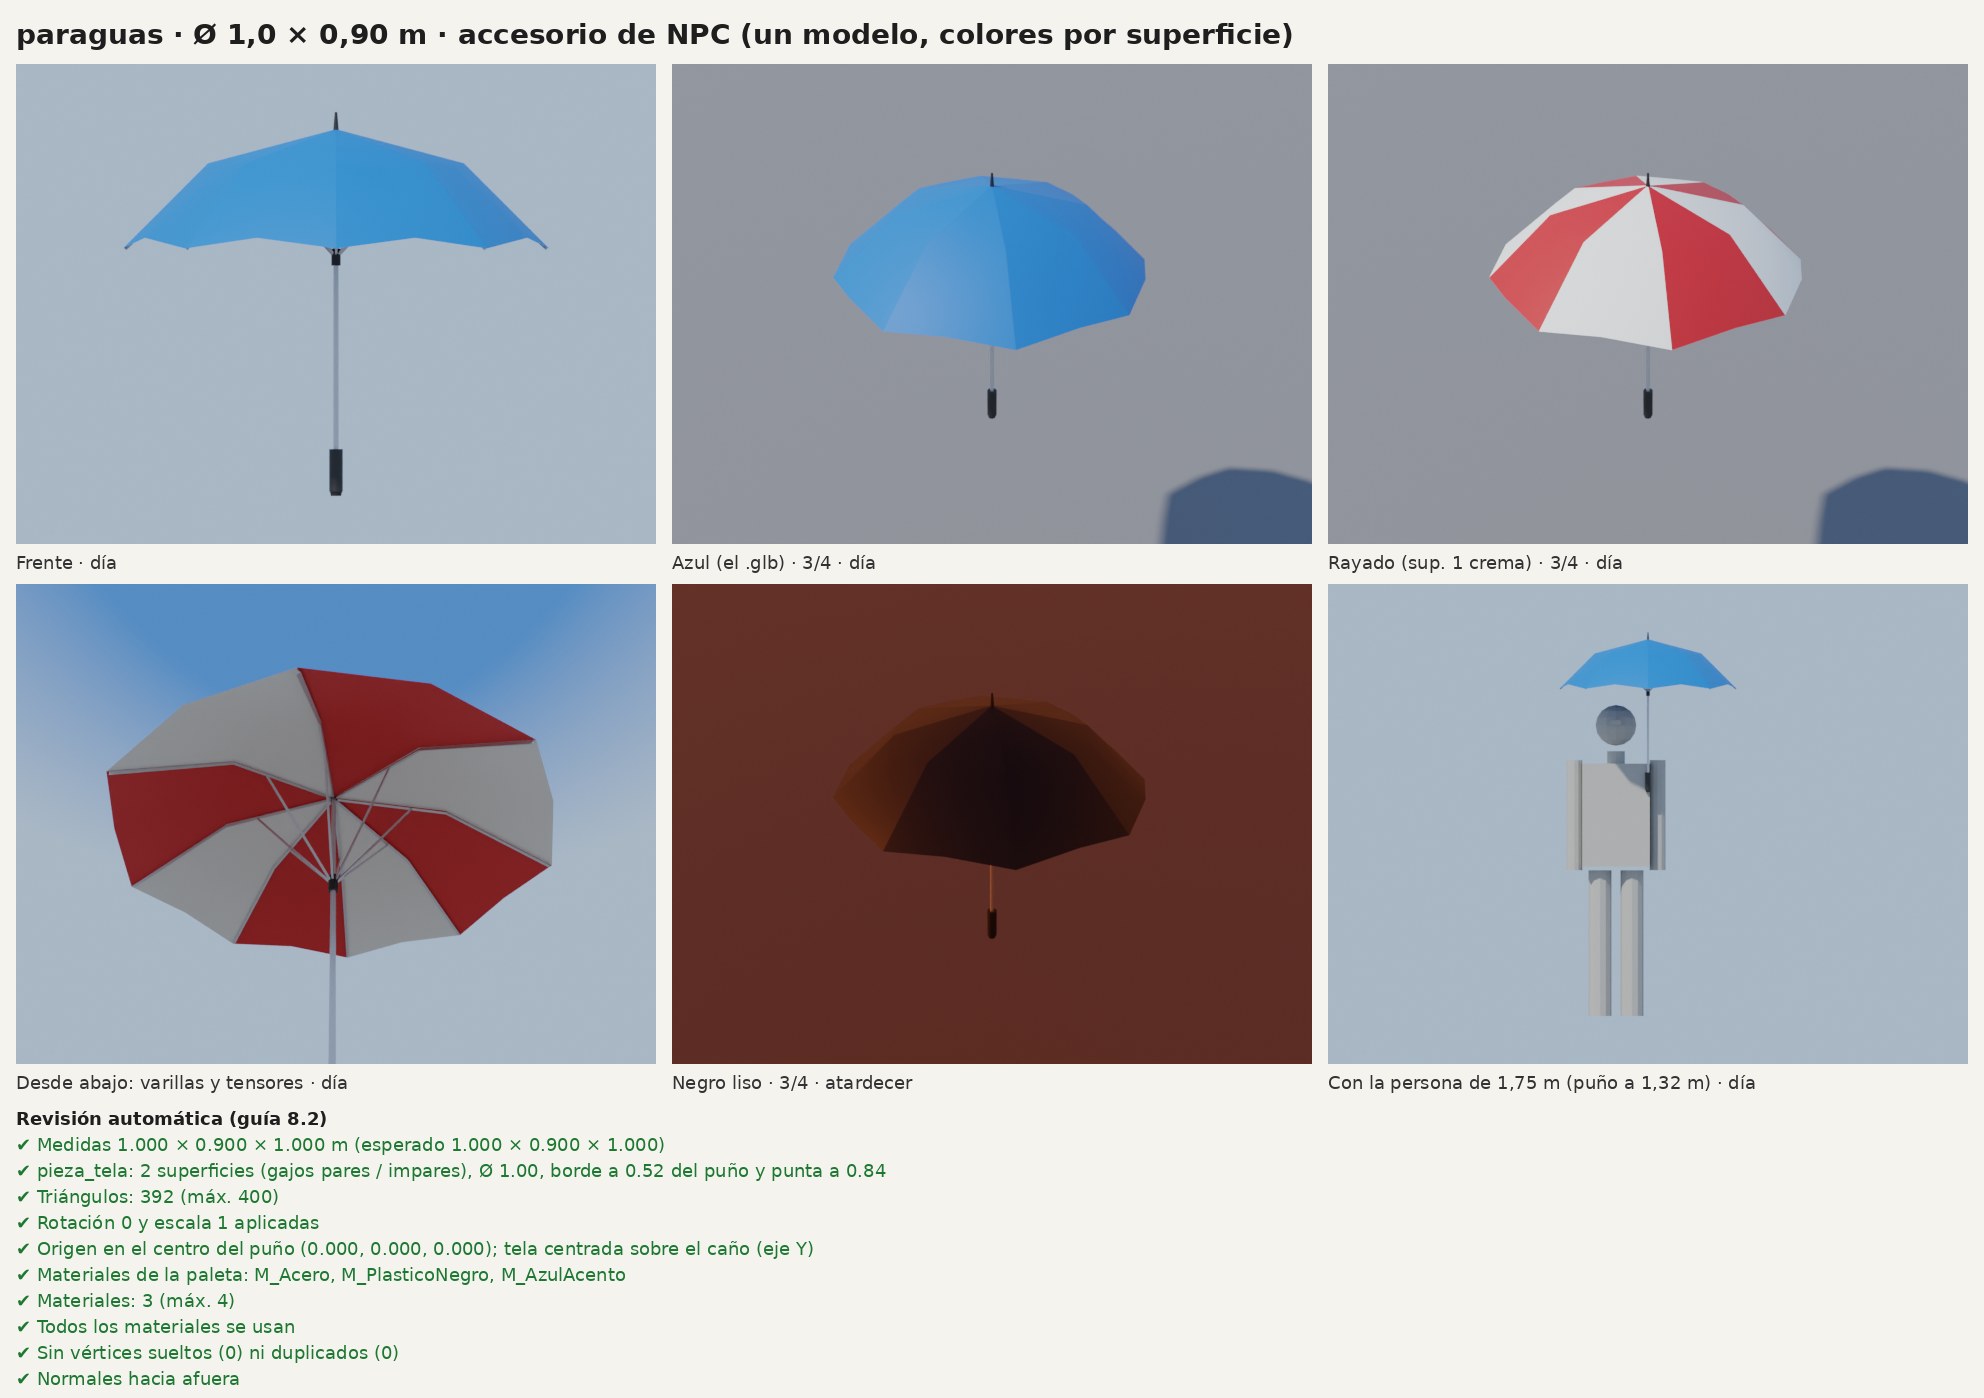 paraguas · Ø 1,0 × 0,90 m · accesorio de NPC (un modelo, colores por superficie)
Frente · día
Azul (el .glb) · 3/4 · día
Rayado (sup. 1 crema) · 3/4 · día
Desde abajo: varillas y tensores · día
Negro liso · 3/4 · atardecer
Con la persona de 1,75 m (puño a 1,32 m) · día
Revisión automática (guía 8.2)
✔ Medidas 1.000 × 0.900 × 1.000 m (esperado 1.000 × 0.900 × 1.000)
✔ pieza_tela: 2 superficies (gajos pares / impares), Ø 1.00, borde a 0.52 del puño y punta a 0.84
✔ Triángulos: 392 (máx. 400)
✔ Rotación 0 y escala 1 aplicadas
✔ Origen en el centro del puño (0.000, 0.000, 0.000); tela centrada sobre el caño (eje Y)
✔ Materiales de la paleta: M_Acero, M_PlasticoNegro, M_AzulAcento
✔ Materiales: 3 (máx. 4)
✔ Todos los materiales se usan
✔ Sin vértices sueltos (0) ni duplicados (0)
✔ Normales hacia afuera